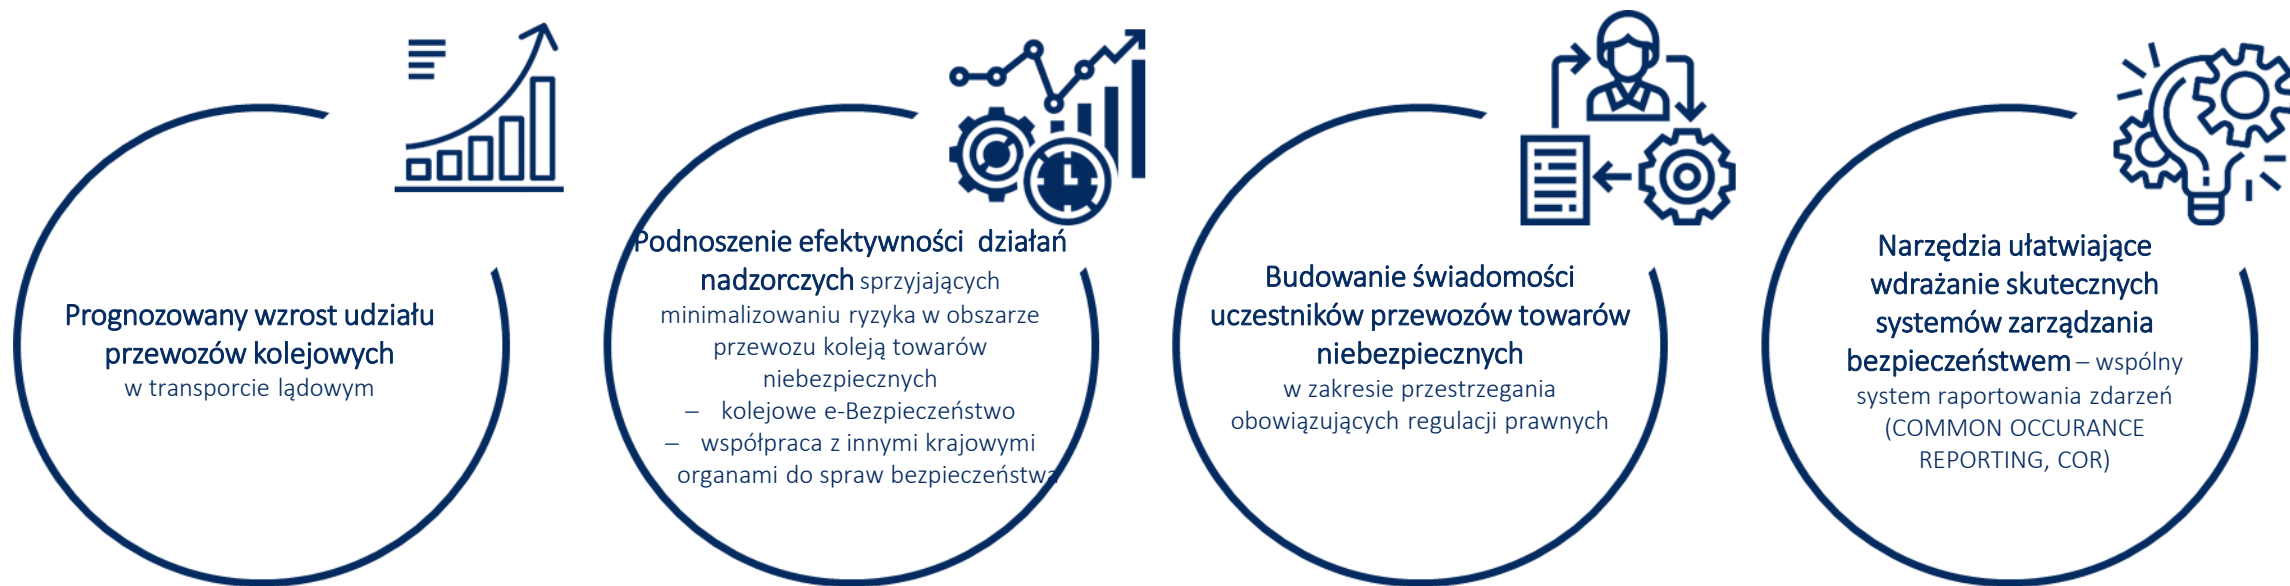 Prognozowany wzrost udziału
przewozów kolejowych
w transporcie lądowym
Podnoszenie efektywności działań
nadzorczych sprzyjających
minimalizowaniu ryzyka w obszarze
przewozu koleją towarów
niebezpiecznych
– kolejowe e-Bezpieczeństwo
– współpraca z innymi krajowymi
organami do spraw bezpieczeństwa
Budowanie świadomości
uczestników przewozów towarów
niebezpiecznych
w zakresie przestrzegania
obowiązujących regulacji prawnych
Narzędzia ułatwiające
wdrażanie skutecznych
systemów zarządzania
bezpieczeństwem – wspólny
system raportowania zdarzeń
(COMMON OCCURANCE
REPORTING, COR)